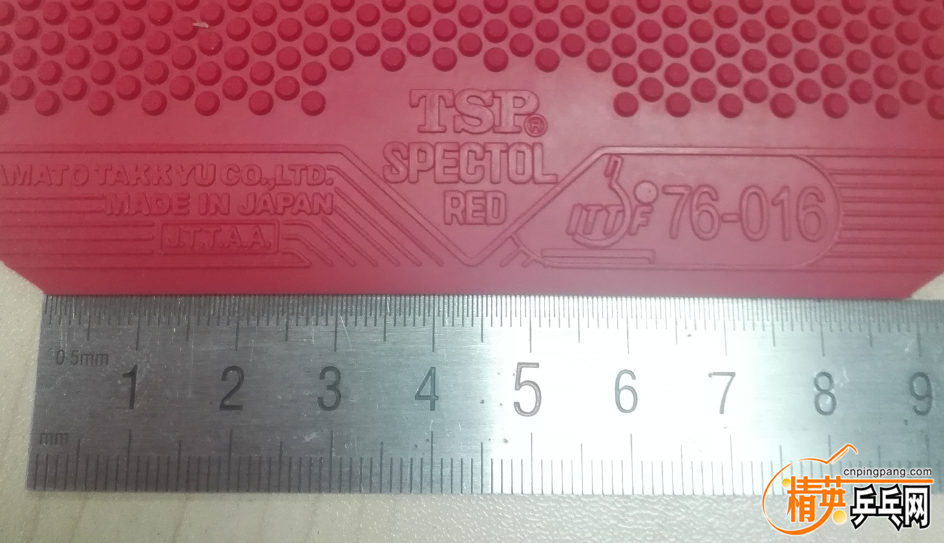 TSP®
SPECTOL
RED
AMATO TAKKYU CO.,LTD.
MADE IN JAPAN
J.T.T.A.A.
ITTF 76-016
0.5mm
1 2 3 4 5 6 7 8 9
mm
cnpingpang.com
精英乒乓网